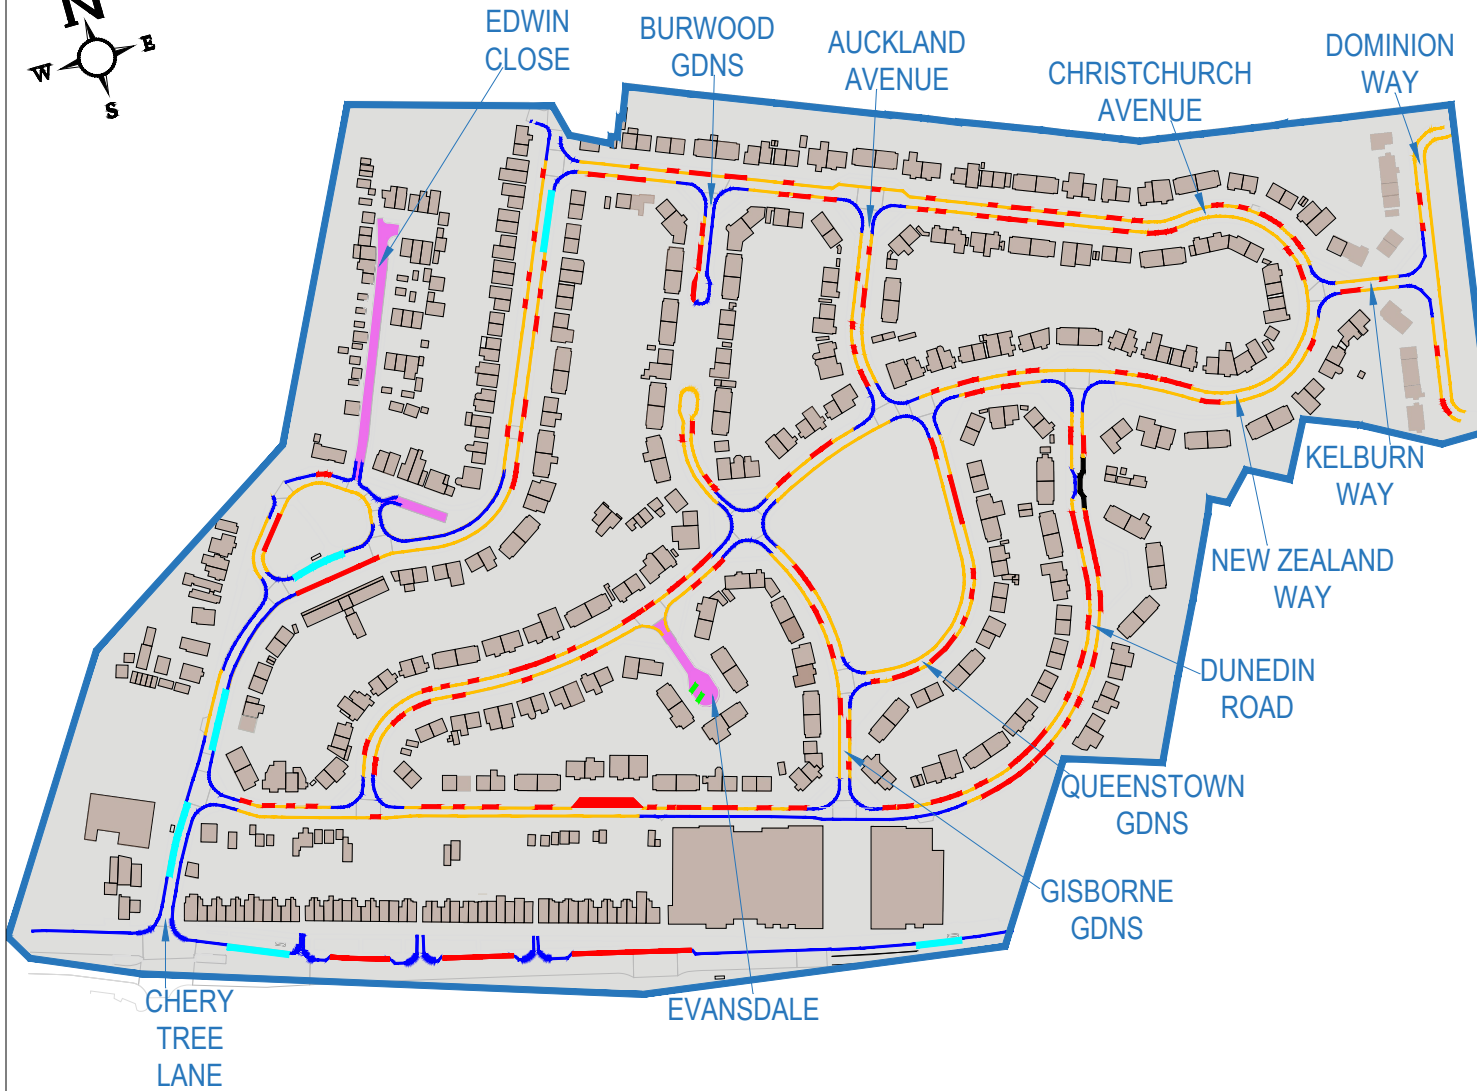 N
W
E
S
EDWIN
CLOSE
BURWOOD
GDNS
AUCKLAND
AVENUE
CHRISTCHURCH
AVENUE
DOMINION
WAY
KELBURN
WAY
NEW ZEALAND
WAY
DUNEDIN
ROAD
QUEENSTOWN
GDNS
GISBORNE
GDNS
EVANSDALE
CHERY
TREE
LANE